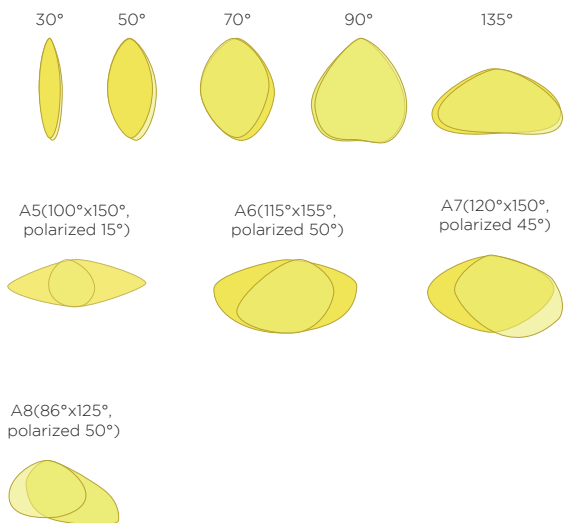 30° 50° 70° 90° 135°
A5(100°x150°,
polarized 15°)
A6(115°x155°,
polarized 50°)
A7(120°x150°,
polarized 45°)
A8(86°x125°,
polarized 50°)